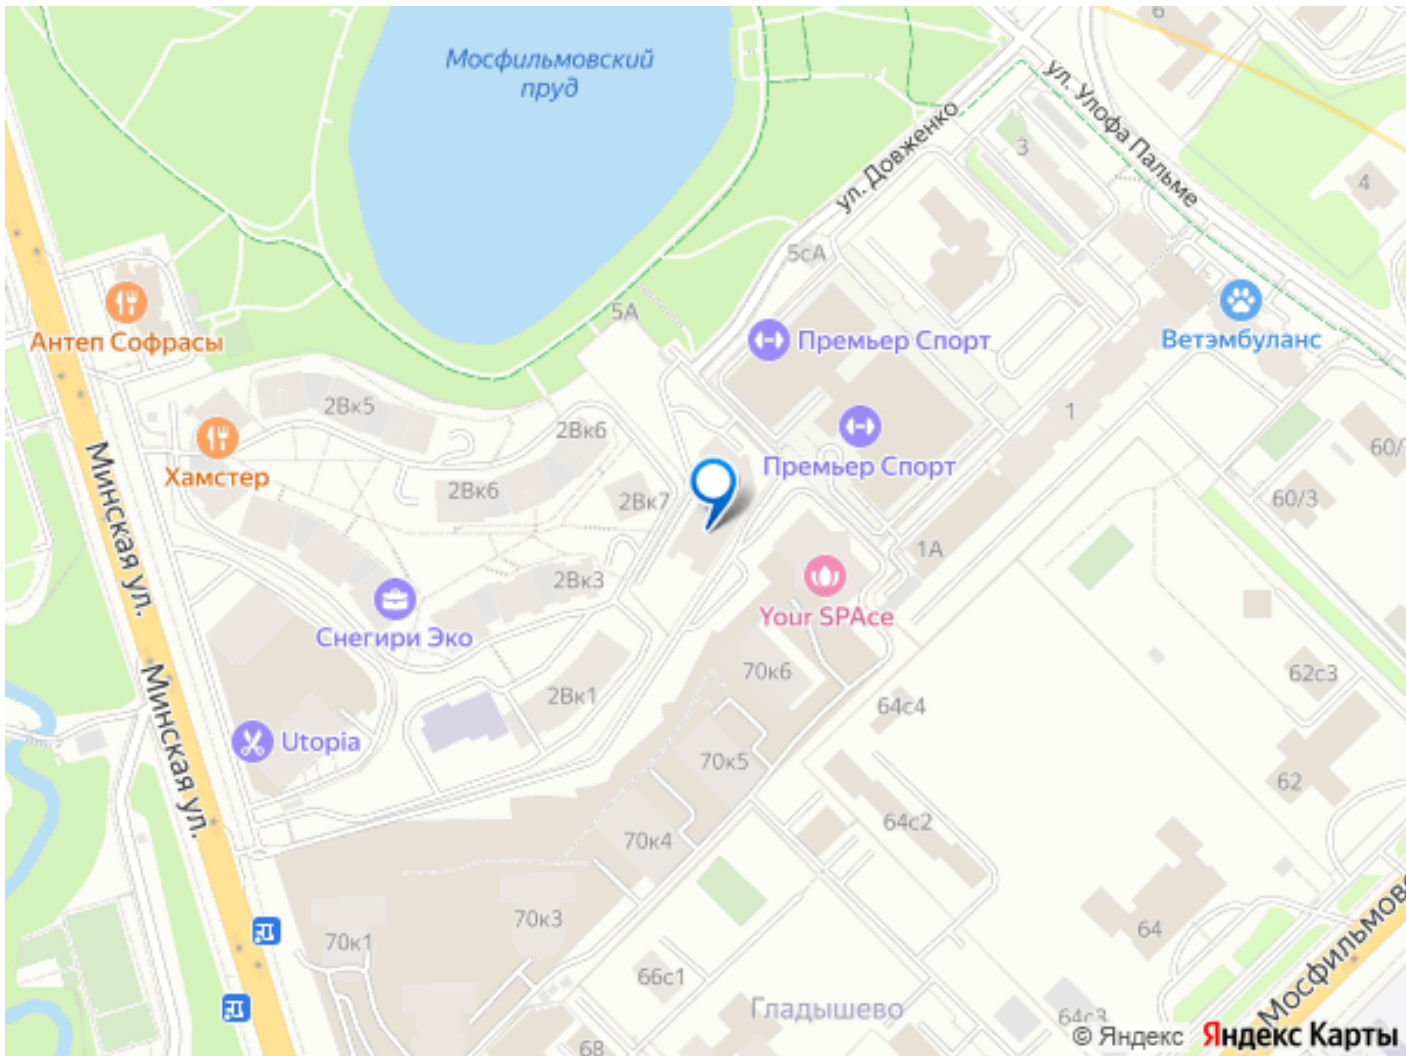 6
Мосфильмовский
пруд
ул. Улофа Пальме
ул. Довженко
3
4
5сА
5А
Антеп Софрасы
Премьер Спорт
Ветэмбуланс
2Вк5
1
2Вк6
Хамстер
Премьер Спорт
60/
2Вк6
2Вк7
60/3
Минская ул.
1А
2Вк3
Your SPAce
Снегири Эко
70к6
62с3
2Вк1
64с4
Минская ул.
Utopia
70к5
62
64с2
70к4
70к3
64
70к1
Мосфильмовс
66с1
Гладышево
64с3
68
© Яндекс Яндекс Карты